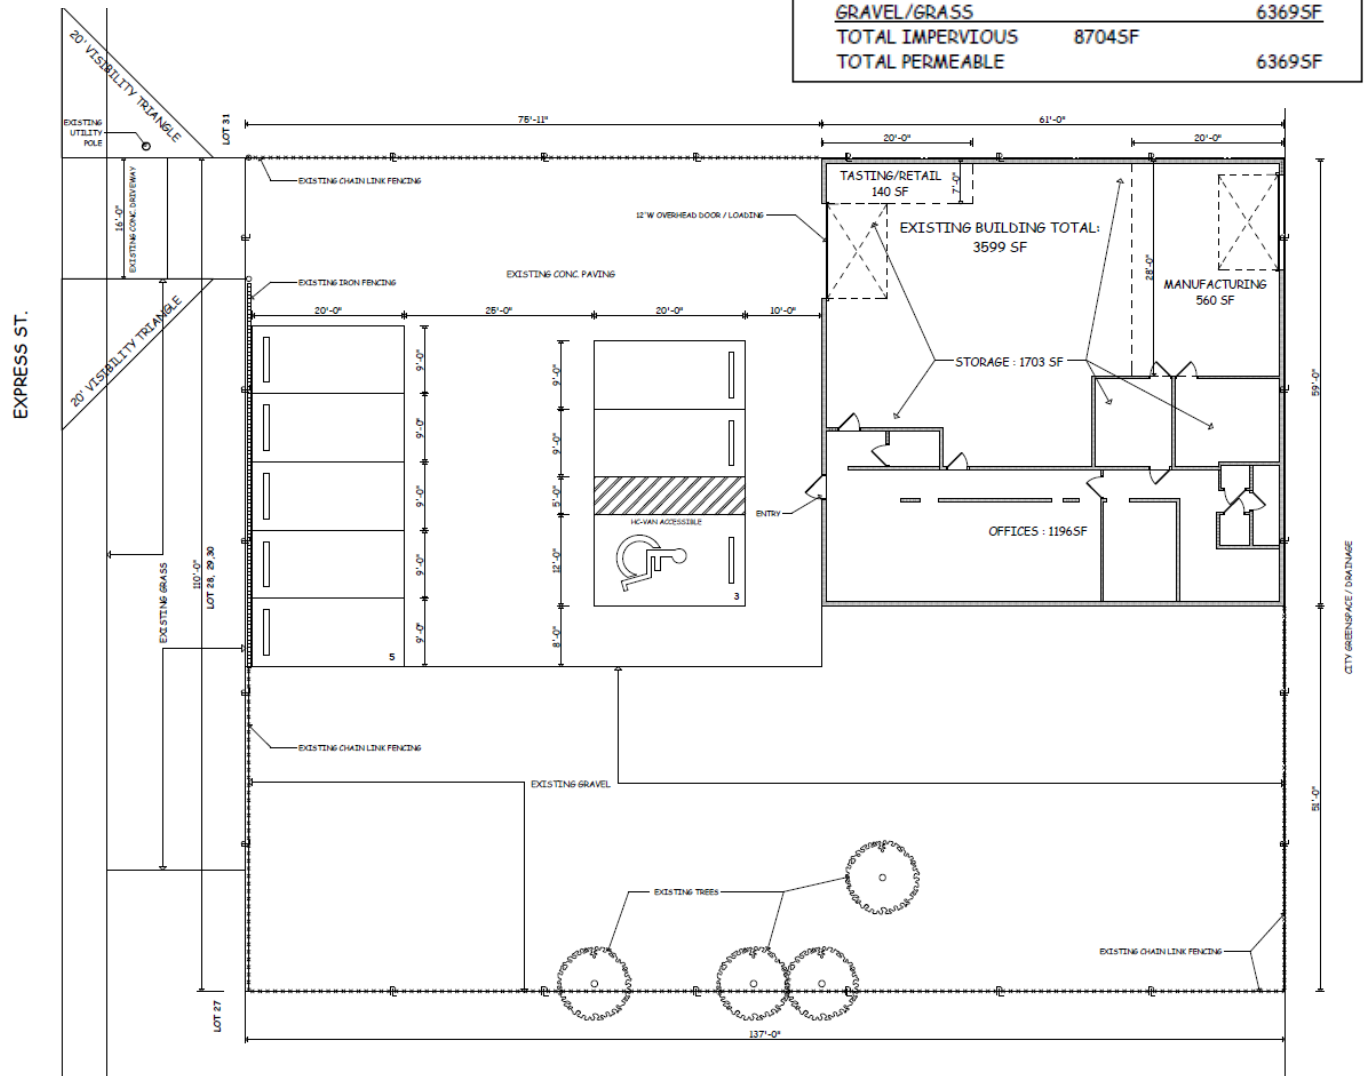 GRAVEL/GRASS 6369SF
TOTAL IMPERVIOUS 8704SF
TOTAL PERMEABLE 6369SF
20' VISIBILITY TRIANGLE
EXISTING
UTILITY
POLE
LOT 31
75'-11"
61'-0"
20'-0"
20'-0"
EXISTING CHAIN LINK FENCING
TASTING/RETAIL
140 SF
7'-0"
16'-0"
EXISTING CONC. DRIVEWAY
12'W OVERHEAD DOOR / LOADING
EXISTING BUILDING TOTAL:
3599 SF
EXISTING CONC. PAVING
28'-0"
EXISTING IRON FENCING
MANUFACTURING
560 SF
20'-0"
25'-0"
20'-0"
10'-0"
20' VISIBILITY TRIANGLE
EXPRESS ST.
STORAGE : 1703 SF
9'-0"
9'-0"
9'-0"
9'-0"
9'-0"
9'-0"
9'-0"
5'-0"
12'-0"
8'-0"
59'-0"
HC-VAN ACCESSIBLE
ENTRY
OFFICES : 1196SF
3
5
EXISTING GRASS
110'-0"
LOT 28, 29,30
CITY GREENSPACE / DRAINAGE
EXISTING CHAIN LINK FENCING
EXISTING GRAVEL
51'-0"
EXISTING TREES
EXISTING CHAIN LINK FENCING
LOT 27
137'-0"